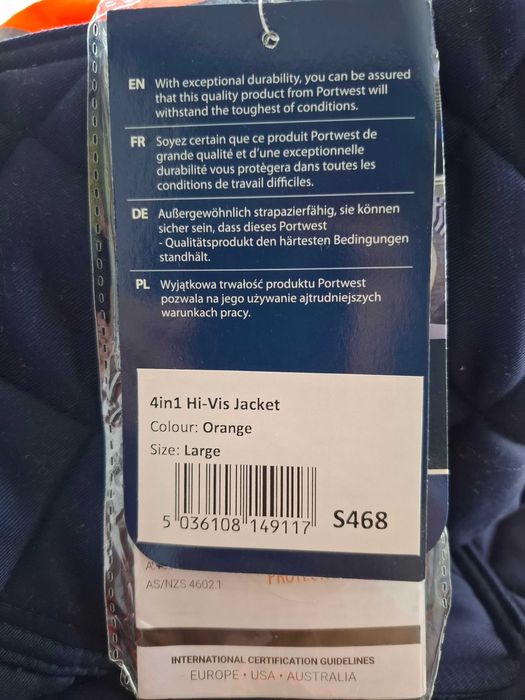 EN With exceptional durability, you can be assured
that this quality product from Portwest will
withstand the toughest of conditions.
FR Soyez certain que ce produit Portwest de
grande qualité et d'une exceptionnelle
durabilité vous protègera dans toutes les
conditions de travail difficiles.
DE Außergewöhnlich strapazierfähig, sie können
sicher sein, dass dieses Portwest
- Qualitätsprodukt den härtesten Bedingungen
standhält.
PL Wyjątkowa trwałość produktu Portwest
pozwala na jego używanie ajtrudniejszych
warunkach pracy.
4in1 Hi-Vis Jacket
Colour: Orange
Size: Large
5 036108 149117 S468
AS/NZS 4602.1
INTERNATIONAL CERTIFICATION GUIDELINES
EUROPE • USA • AUSTRALIA